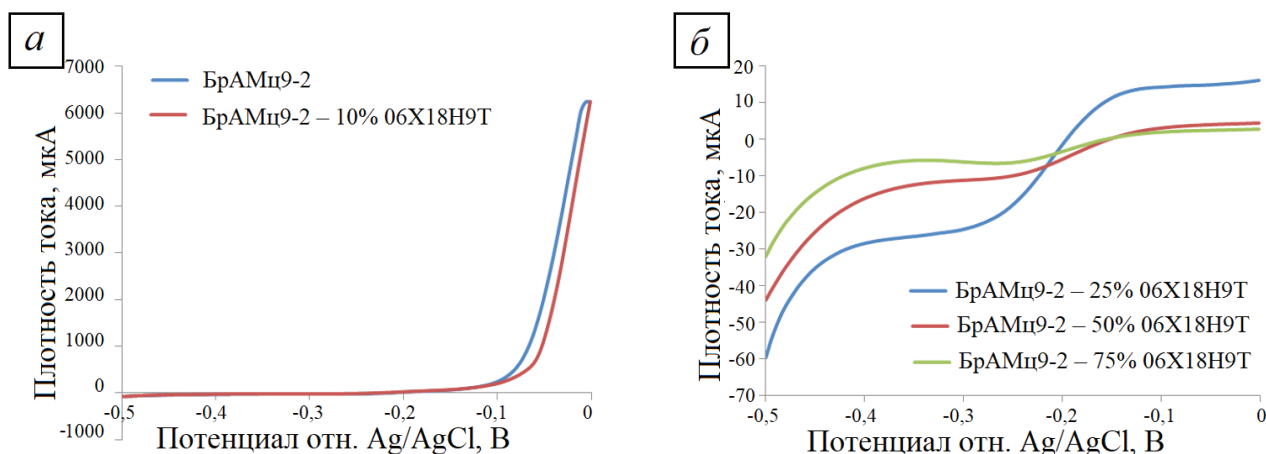 а
7000
6000
5000
4000
3000
2000
1000
0
-1000
Плотность тока, мкА
БрАМц9-2
БрАМц9-2 – 10% 06Х18Н9Т
-0,5
-0,4
-0,3
-0,2
-0,1
0
Потенциал отн. Ag/AgCl, В
б
20
10
0
-10
-20
-30
-40
-50
-60
-70
Плотность тока, мкА
БрАМц9-2 – 25% 06Х18Н9Т
БрАМц9-2 – 50% 06Х18Н9Т
БрАМц9-2 – 75% 06Х18Н9Т
-0,5
-0,4
-0,3
-0,2
-0,1
0
Потенциал отн. Ag/AgCl, В